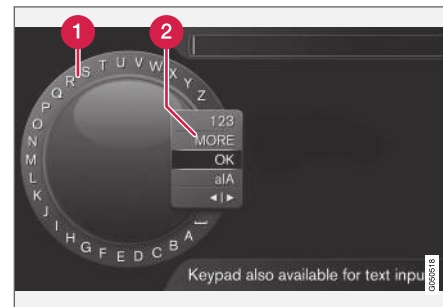 1
2
A B C D E F G H I J K L M N O P Q R S T U V W X Y Z
123
MORE
OK
a|A
◄|►
Keypad also available for text input
G050518